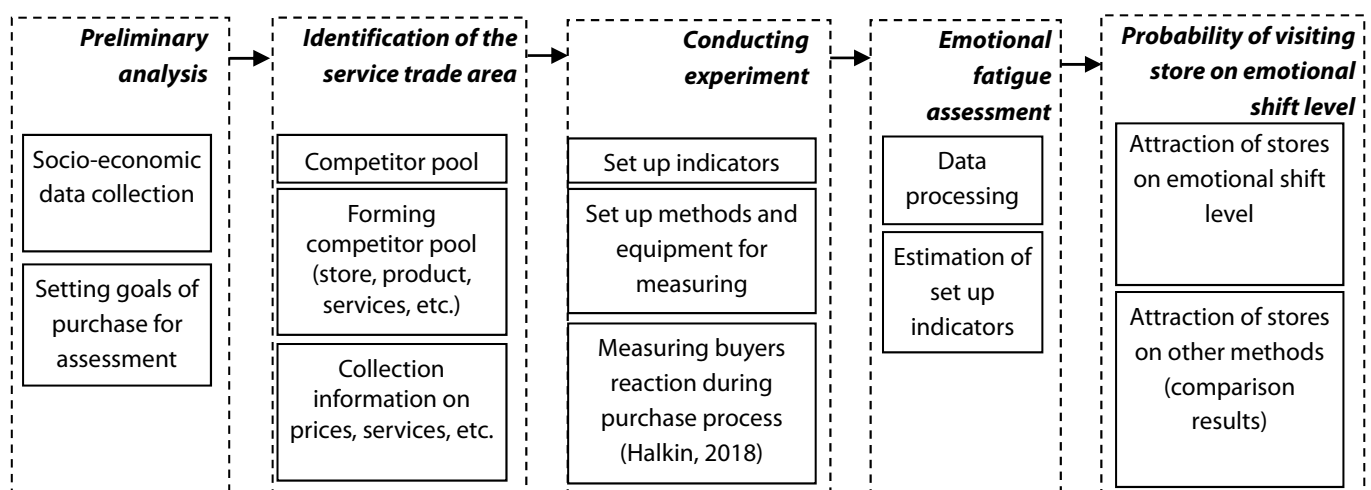 Preliminary
analysis
Socio-economic
data collection
Setting goals of
purchase for
assessment
Identification of the
service trade area
Competitor pool
Forming
competitor pool
(store, product,
services, etc.)
Collection
information on
prices, services, etc.
Conducting
experiment
Set up indicators
Set up methods and
equipment for
measuring
Measuring buyers
reaction during
purchase process
(Halkin, 2018)
Emotional
fatigue
assessment
Data
processing
Estimation of
set up
indicators
Probability of visiting
store on emotional
shift level
Attraction of stores
on emotional shift
level
Attraction of stores
on other methods
(comparison
results)